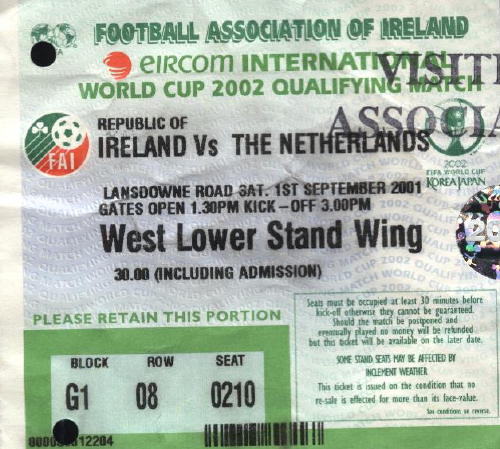 FOOTBALL ASSOCIATION OF IRELAND
eircom INTERNATIONAL
WORLD CUP 2002 QUALIFYING MATCH
VISIT
ASSOCIA
REPUBLIC OF
IRELAND Vs THE NETHERLANDS
FAI
2002
FIFA WORLD CUP
KOREA JAPAN
LANSDOWNE ROAD SAT. 1ST SEPTEMBER 2001
GATES OPEN 1.30PM KICK-OFF 3.00PM
West Lower Stand Wing
30.00 (INCLUDING ADMISSION)
PLEASE RETAIN THIS PORTION
Seats must be occupied at least 30 minutes before
kick-off otherwise they cannot be guaranteed.
Should the match be postponed and
eventually played no money will be refunded
but this ticket will be available on the later date.
SOME STAND SEATS MAY BE AFFECTED BY
INCLEMENT WEATHER
This ticket is issued on the condition that no
re-sale is effected for more than its face-value.
See conditions on reverse.
BLOCK ROW SEAT
G1 08 0210